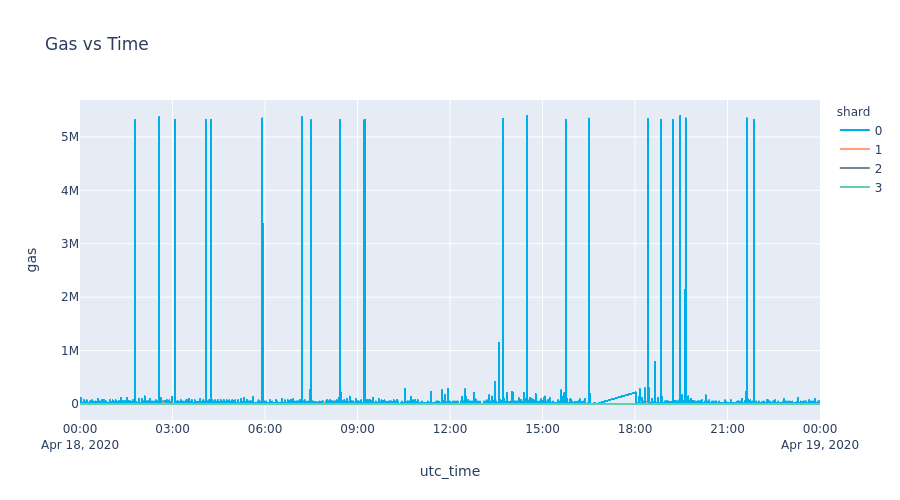 Gas vs Time
shard
0
1
2
3
5M
4M
3M
2M
1M
0
gas
00:00 03:00 06:00 09:00 12:00 15:00 18:00 21:00 00:00
Apr 18, 2020 Apr 19, 2020
utc_time